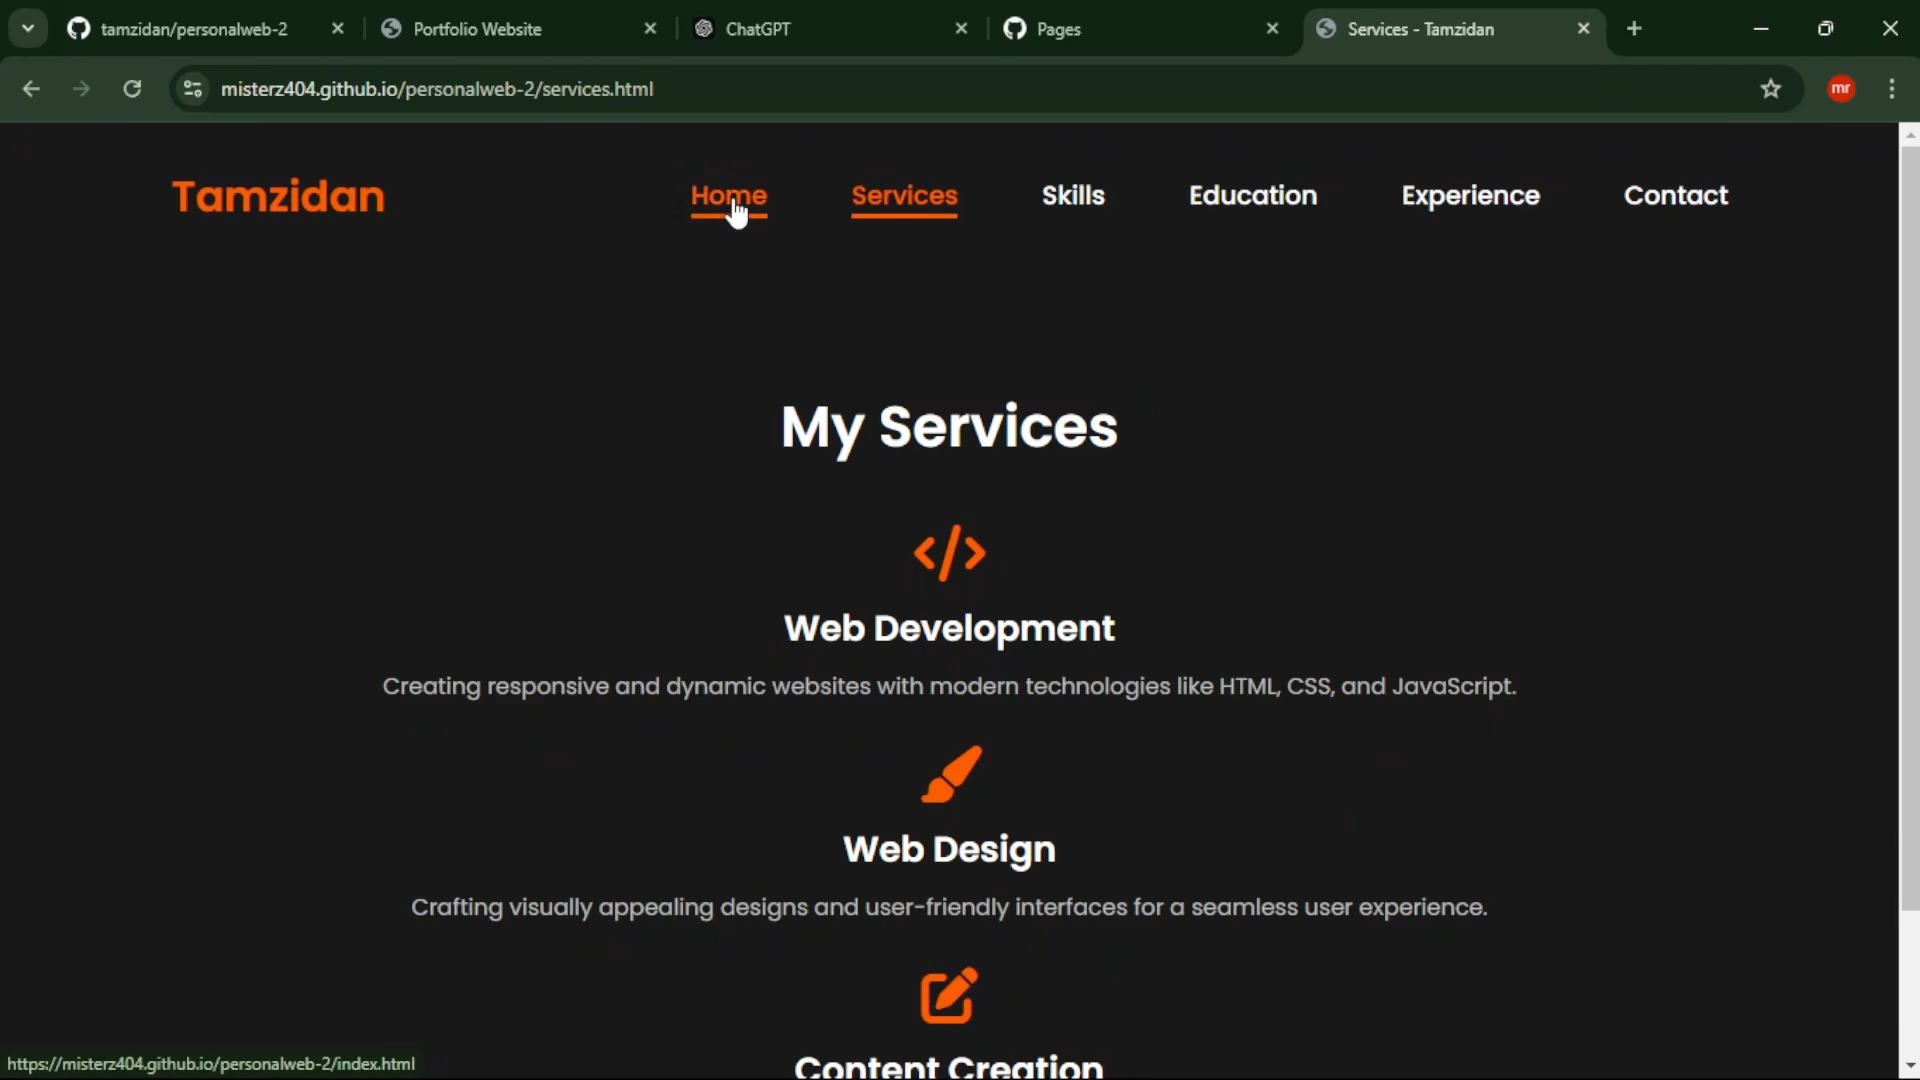 tamzidan/personalweb-2
Portfolio Website
ChatGPT
Pages
Services - Tamzidan
misterz404.github.io/personalweb-2/services.html
mr
Tamzidan
Home
Services
Skills
Education
Experience
Contact
My Services
</>
Web Development
Creating responsive and dynamic websites with modern technologies like HTML, CSS, and JavaScript.
Web Design
Crafting visually appealing designs and user-friendly interfaces for a seamless user experience.
Content Creation
https://misterz404.github.io/personalweb-2/index.html